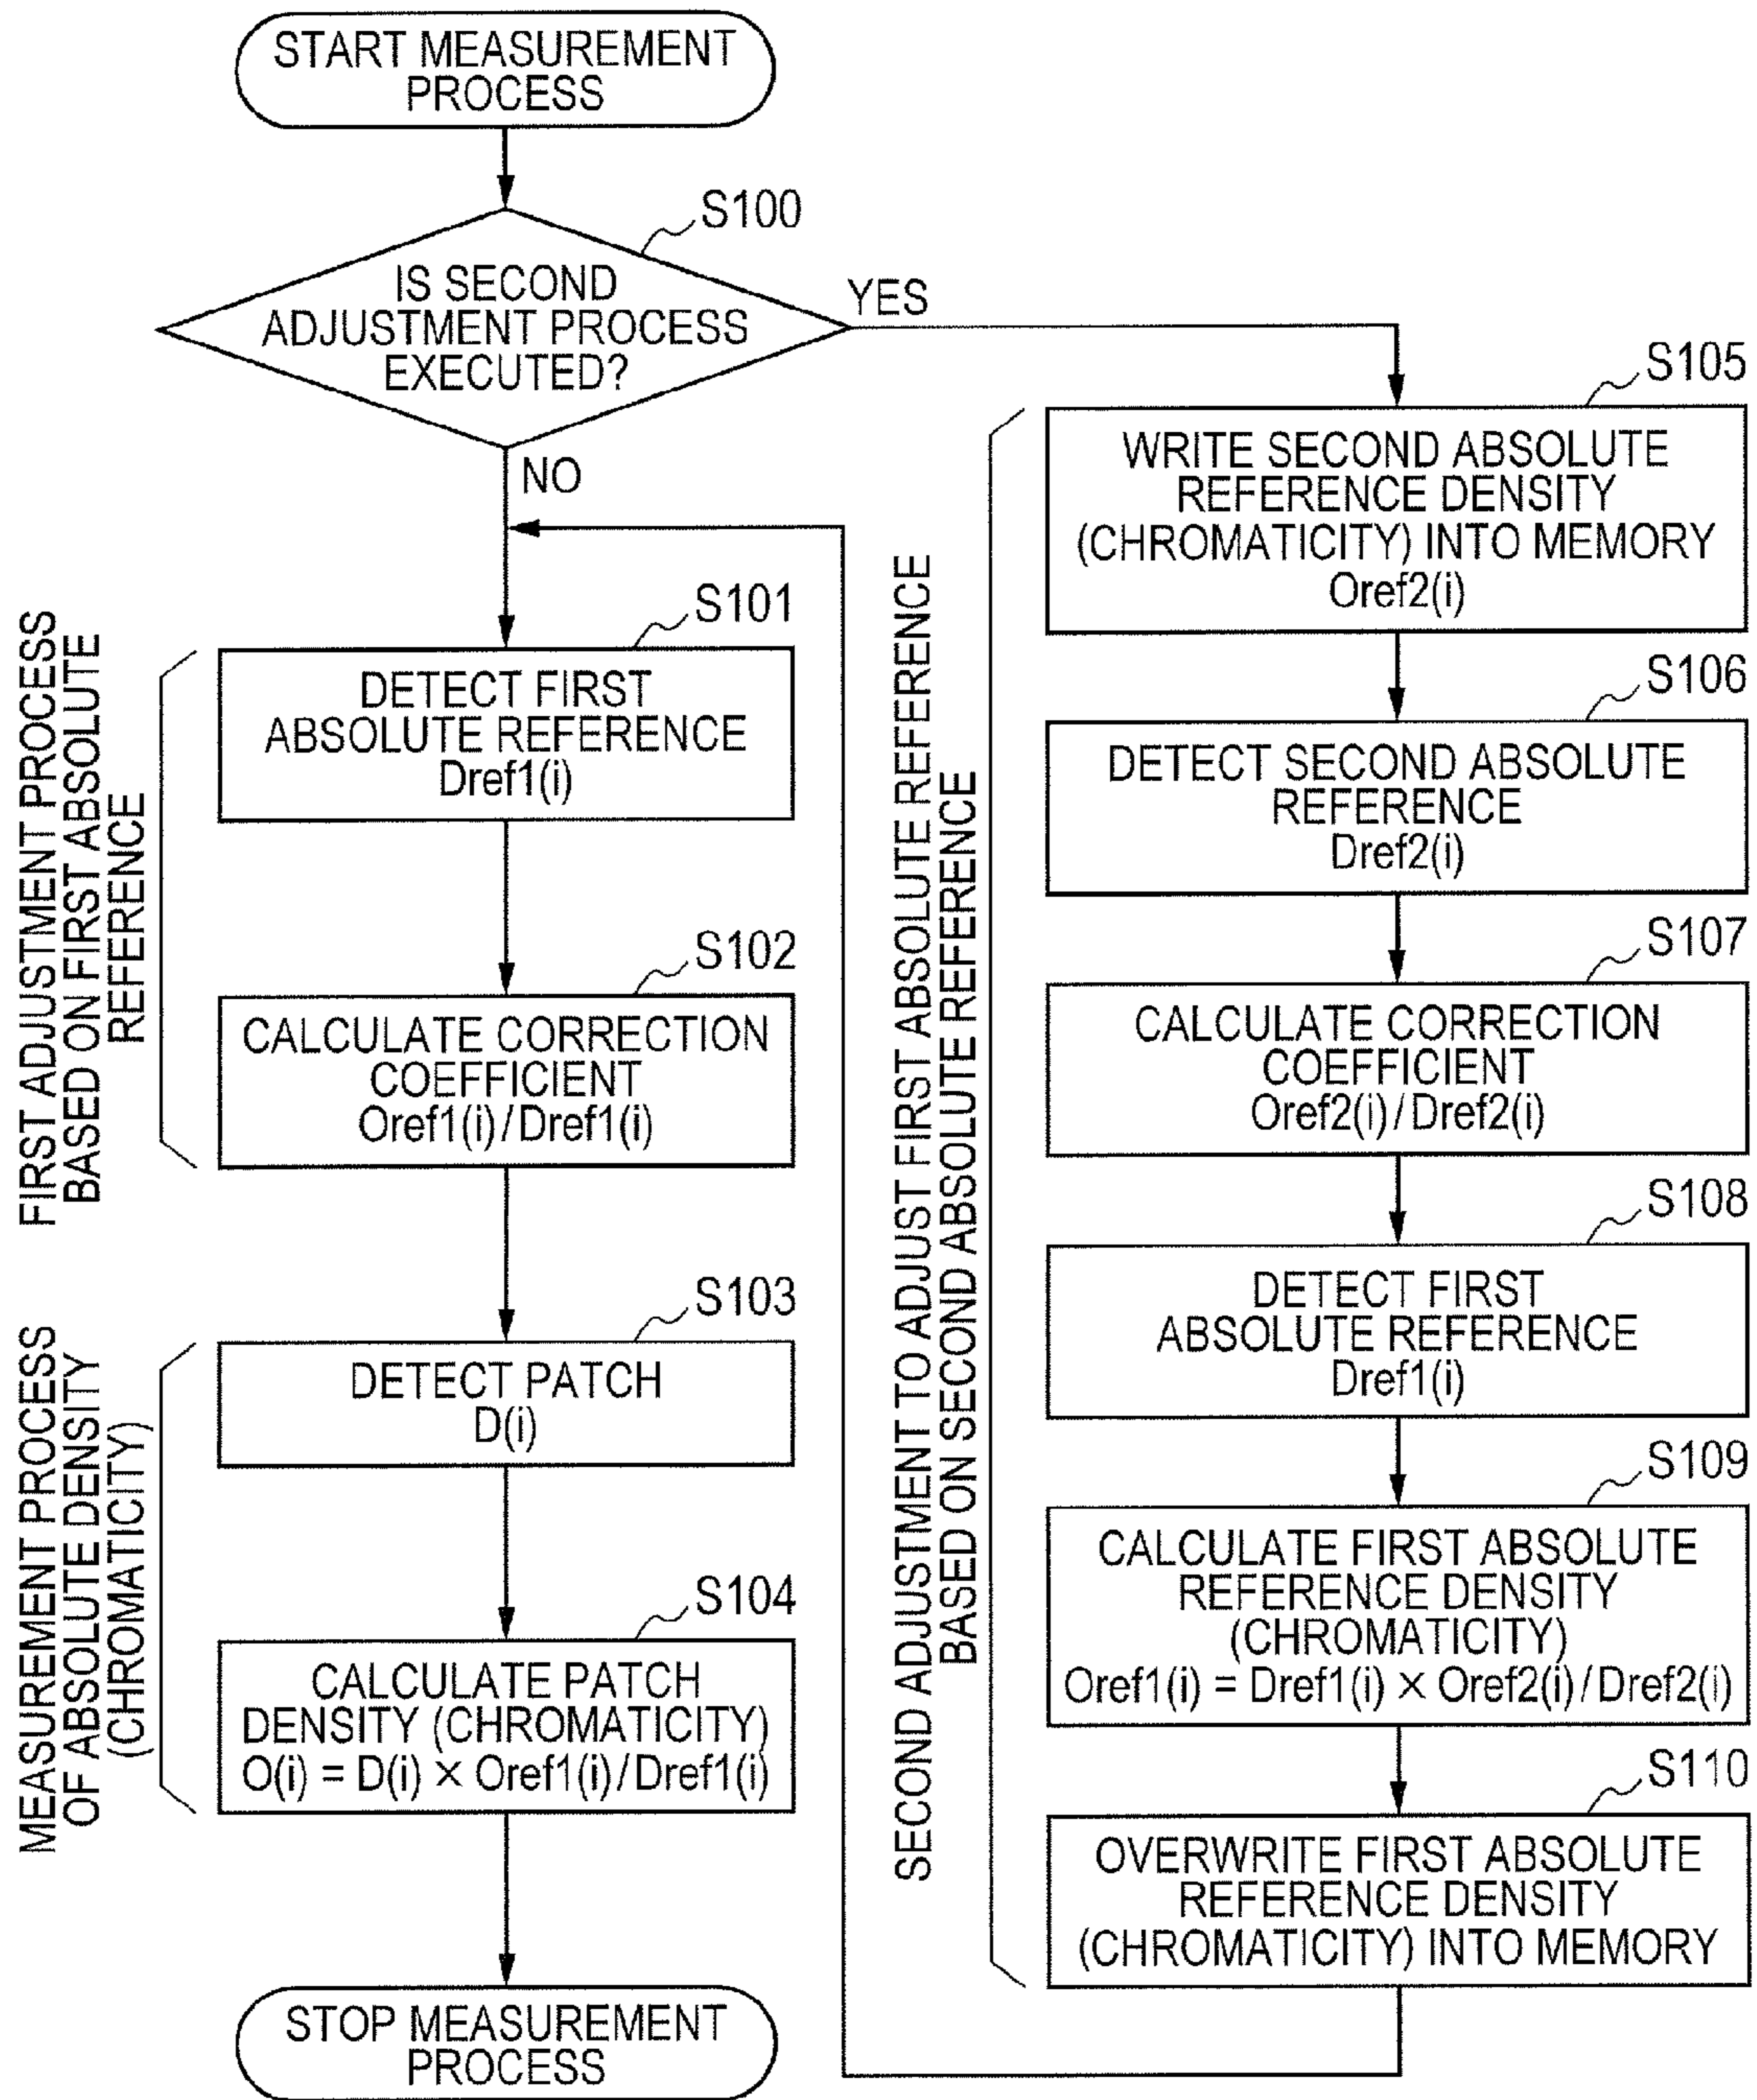 START MEASUREMENT
PROCESS
S100
IS SECOND
ADJUSTMENT PROCESS
EXECUTED?
YES
NO
FIRST ADJUSTMENT PROCESS
BASED ON FIRST ABSOLUTE
REFERENCE
S101
DETECT FIRST
ABSOLUTE REFERENCE
Dref1(i)
S102
CALCULATE CORRECTION
COEFFICIENT
Oref1(i)/Dref1(i)
MEASUREMENT PROCESS
OF ABSOLUTE DENSITY
(CHROMATICITY)
S103
DETECT PATCH
D(i)
S104
CALCULATE PATCH
DENSITY (CHROMATICITY)
O(i) = D(i) × Oref1(i)/Dref1(i)
STOP MEASUREMENT
PROCESS
SECOND ADJUSTMENT TO ADJUST FIRST ABSOLUTE REFERENCE
BASED ON SECOND ABSOLUTE REFERENCE
S105
WRITE SECOND ABSOLUTE
REFERENCE DENSITY
(CHROMATICITY) INTO MEMORY
Oref2(i)
S106
DETECT SECOND ABSOLUTE
REFERENCE
Dref2(i)
S107
CALCULATE CORRECTION
COEFFICIENT
Oref2(i)/Dref2(i)
S108
DETECT FIRST
ABSOLUTE REFERENCE
Dref1(i)
S109
CALCULATE FIRST ABSOLUTE
REFERENCE DENSITY
(CHROMATICITY)
Oref1(i) = Dref1(i) × Oref2(i)/Dref2(i)
S110
OVERWRITE FIRST ABSOLUTE
REFERENCE DENSITY
(CHROMATICITY) INTO MEMORY